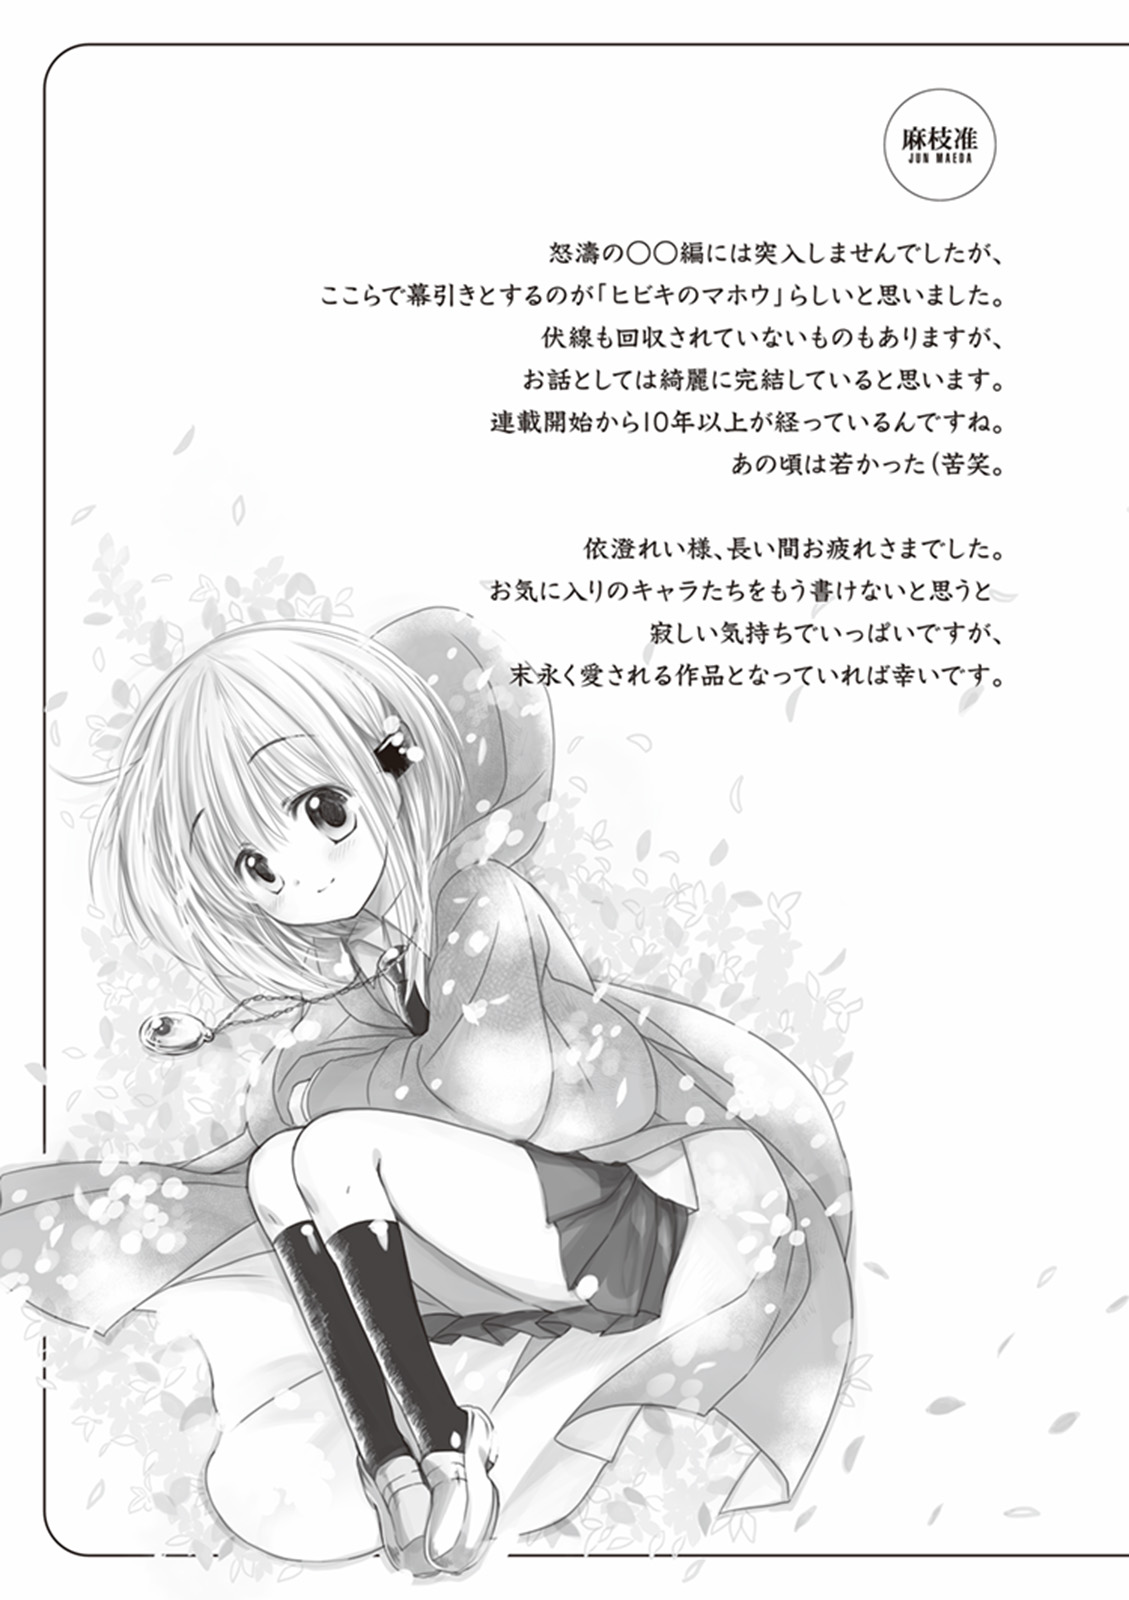 麻枝准
JUN MAEDA
怒濤の〇〇編には突入しませんでしたが、
ここらで幕引きとするのが「ヒビキのマホウ」らしいと思いました。
伏線も回収されていないものもありますが、
お話としては綺麗に完結していると思います。
連載開始から10年以上が経っているんですね。
あの頃は若かった(苦笑。
依澄れい様、長い間お疲れさまでした。
お気に入りのキャラたちをもう書けないと思うと
寂しい気持ちでいっぱいですが、
末永く愛される作品となっていれば幸いです。